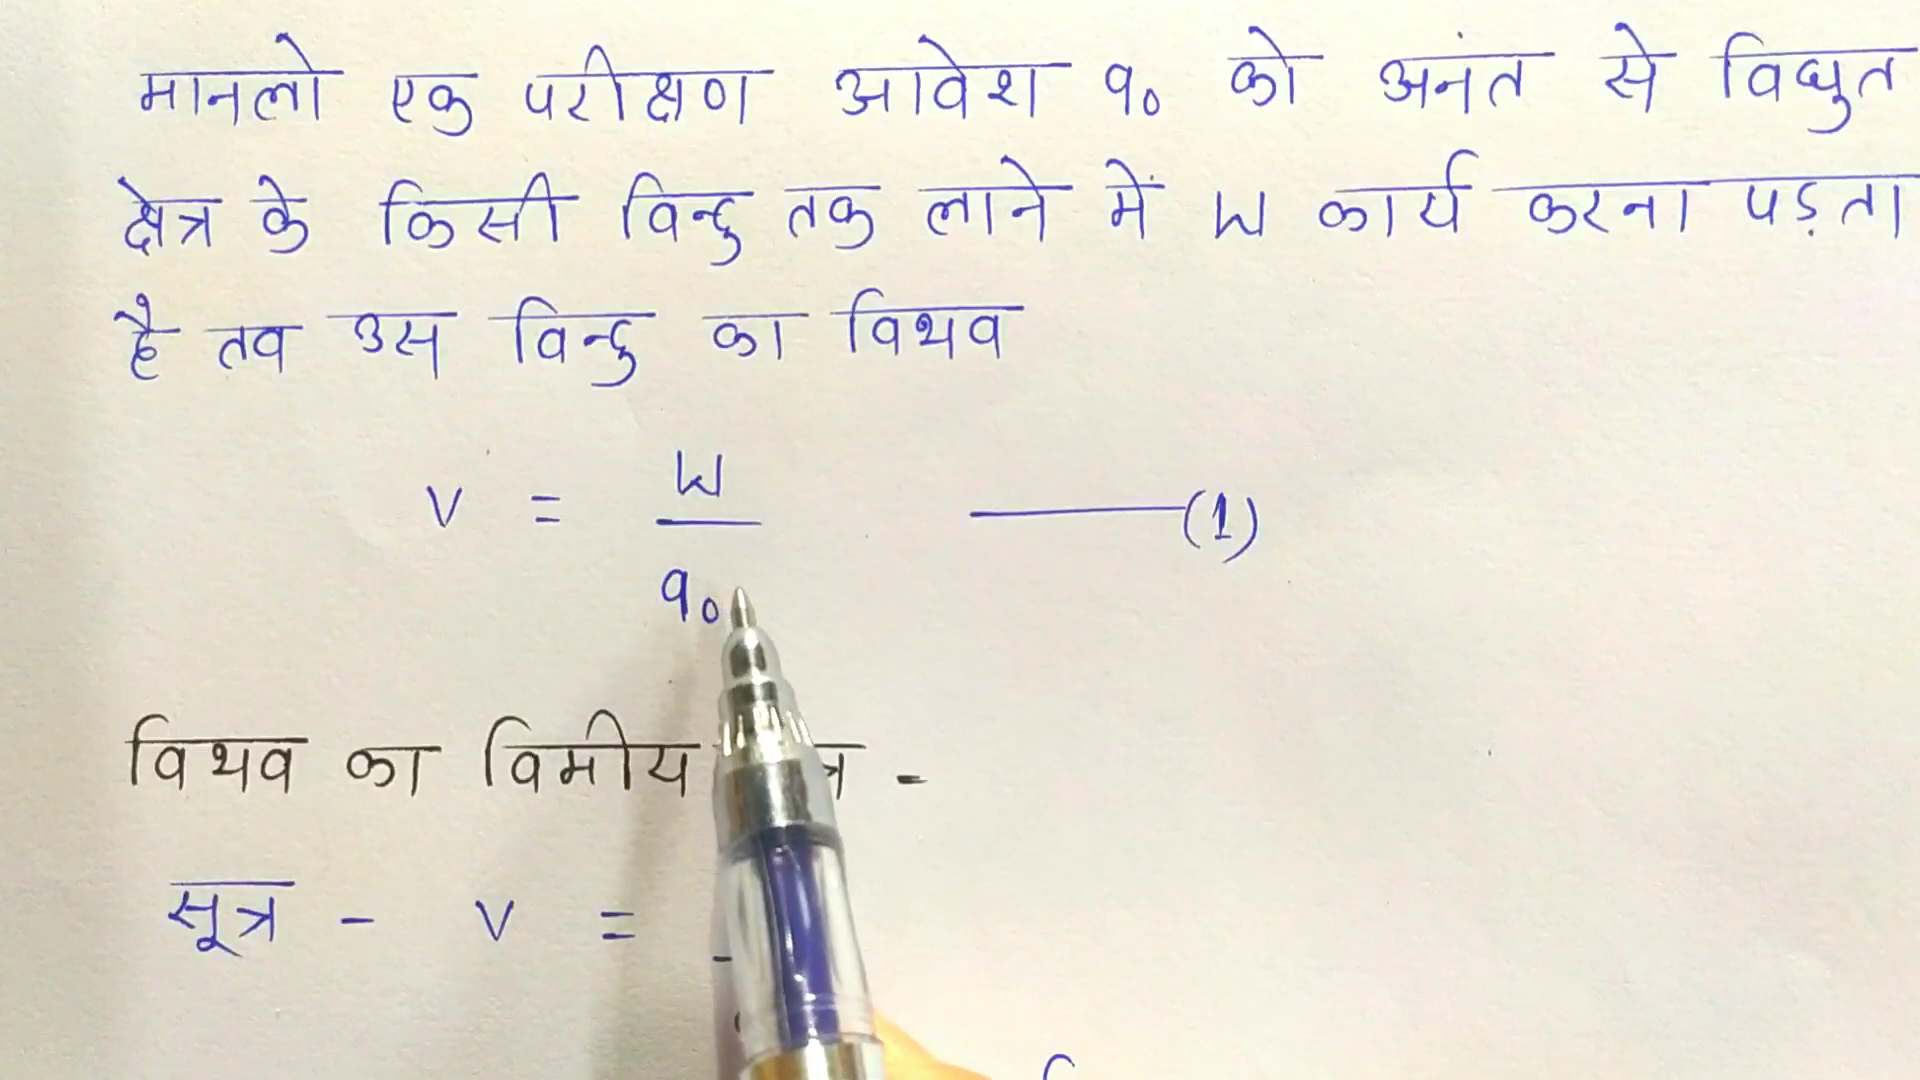 मानलो एक परीक्षण आवेश q₀ को अनंत से विद्युत
क्षेत्र के किसी विन्दु तक लाने में W कार्य करना पड़ता
है तव उस विन्दु का विभव
V = W / q₀ ———(1)
विभव का विमीय -
सूत्र - V =